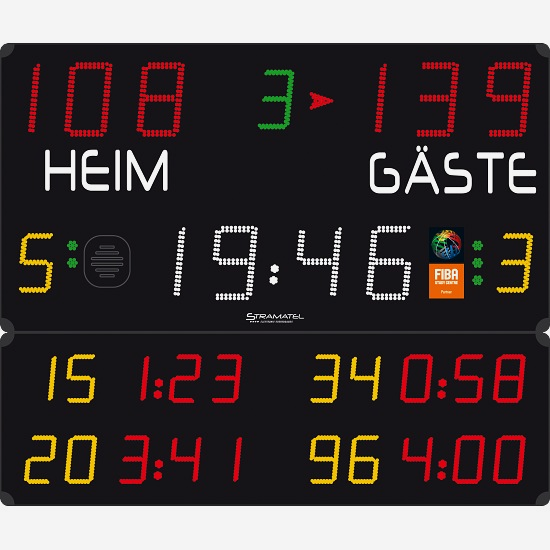 108 3 139
HEIM GÄSTE
5 19:46 FIBA 3
STRAMATEL
15 1:23 34 0:58
20 3:41 96 4:00